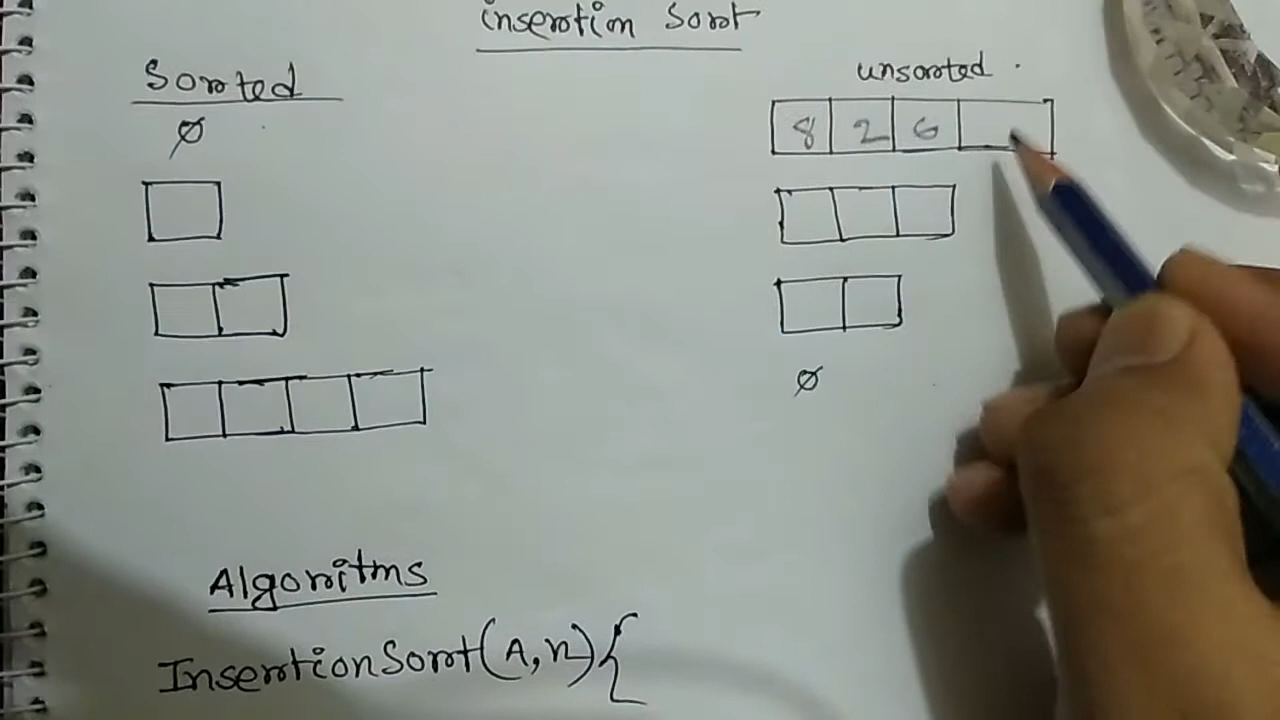 insertion Sort
Sorted
unsorted
Ø
8 2 6
Ø
Algoritms
InsertionSort(A,n){